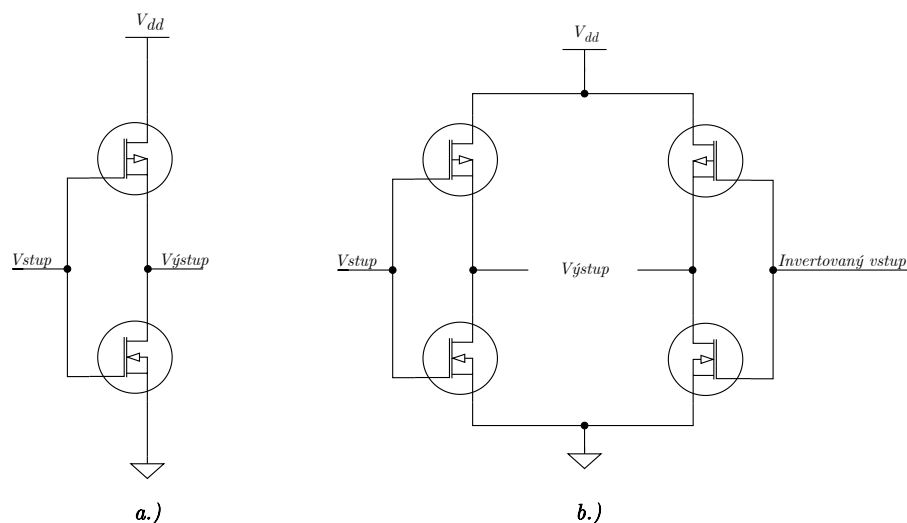 V_dd
Vstup
Výstup
a.)
V_dd
Vstup
Výstup
Invertovaný vstup
b.)